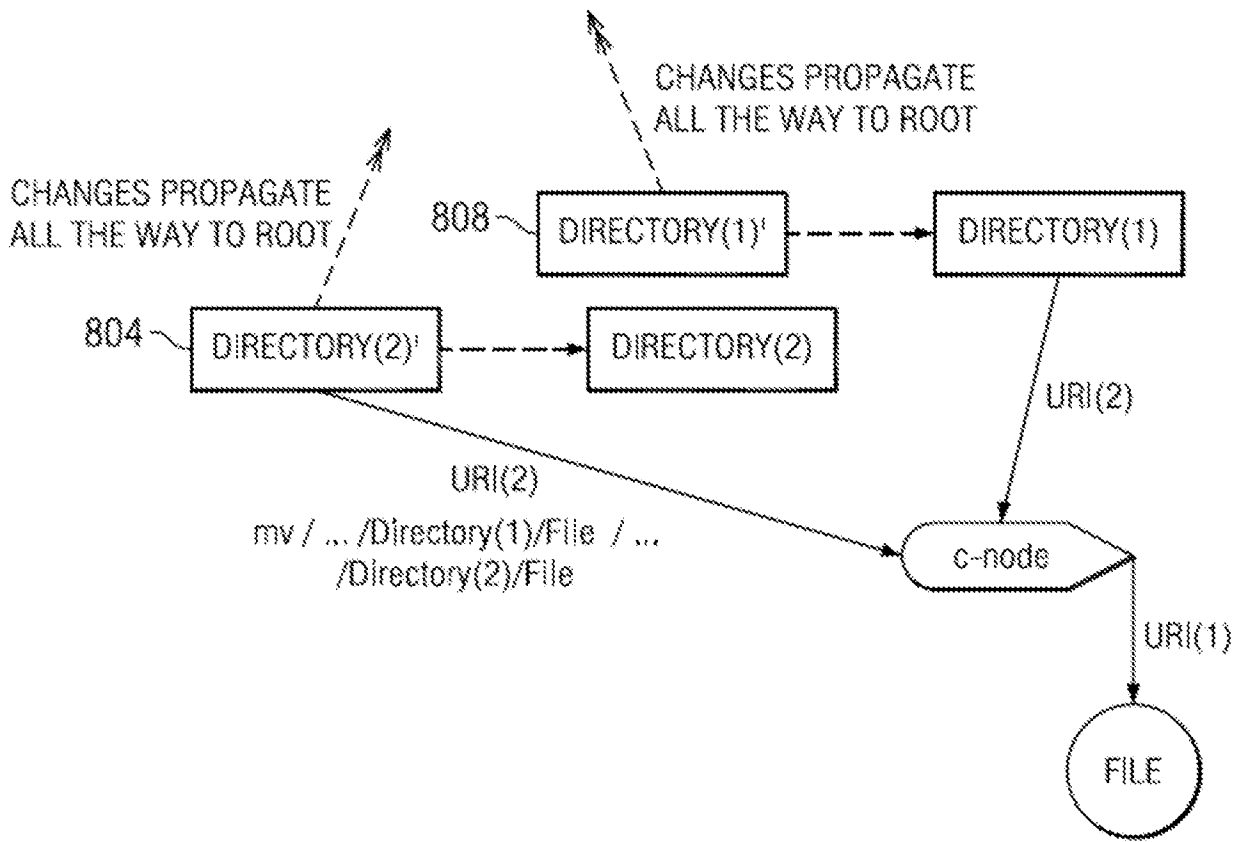 CHANGES PROPAGATE
ALL THE WAY TO ROOT
CHANGES PROPAGATE
ALL THE WAY TO ROOT
808
DIRECTORY(1)'
DIRECTORY(1)
804
DIRECTORY(2)'
DIRECTORY(2)
URI(2)
URI(2)
mv / ... /Directory(1)/File / ...
/Directory(2)/File
c-node
URI(1)
FILE